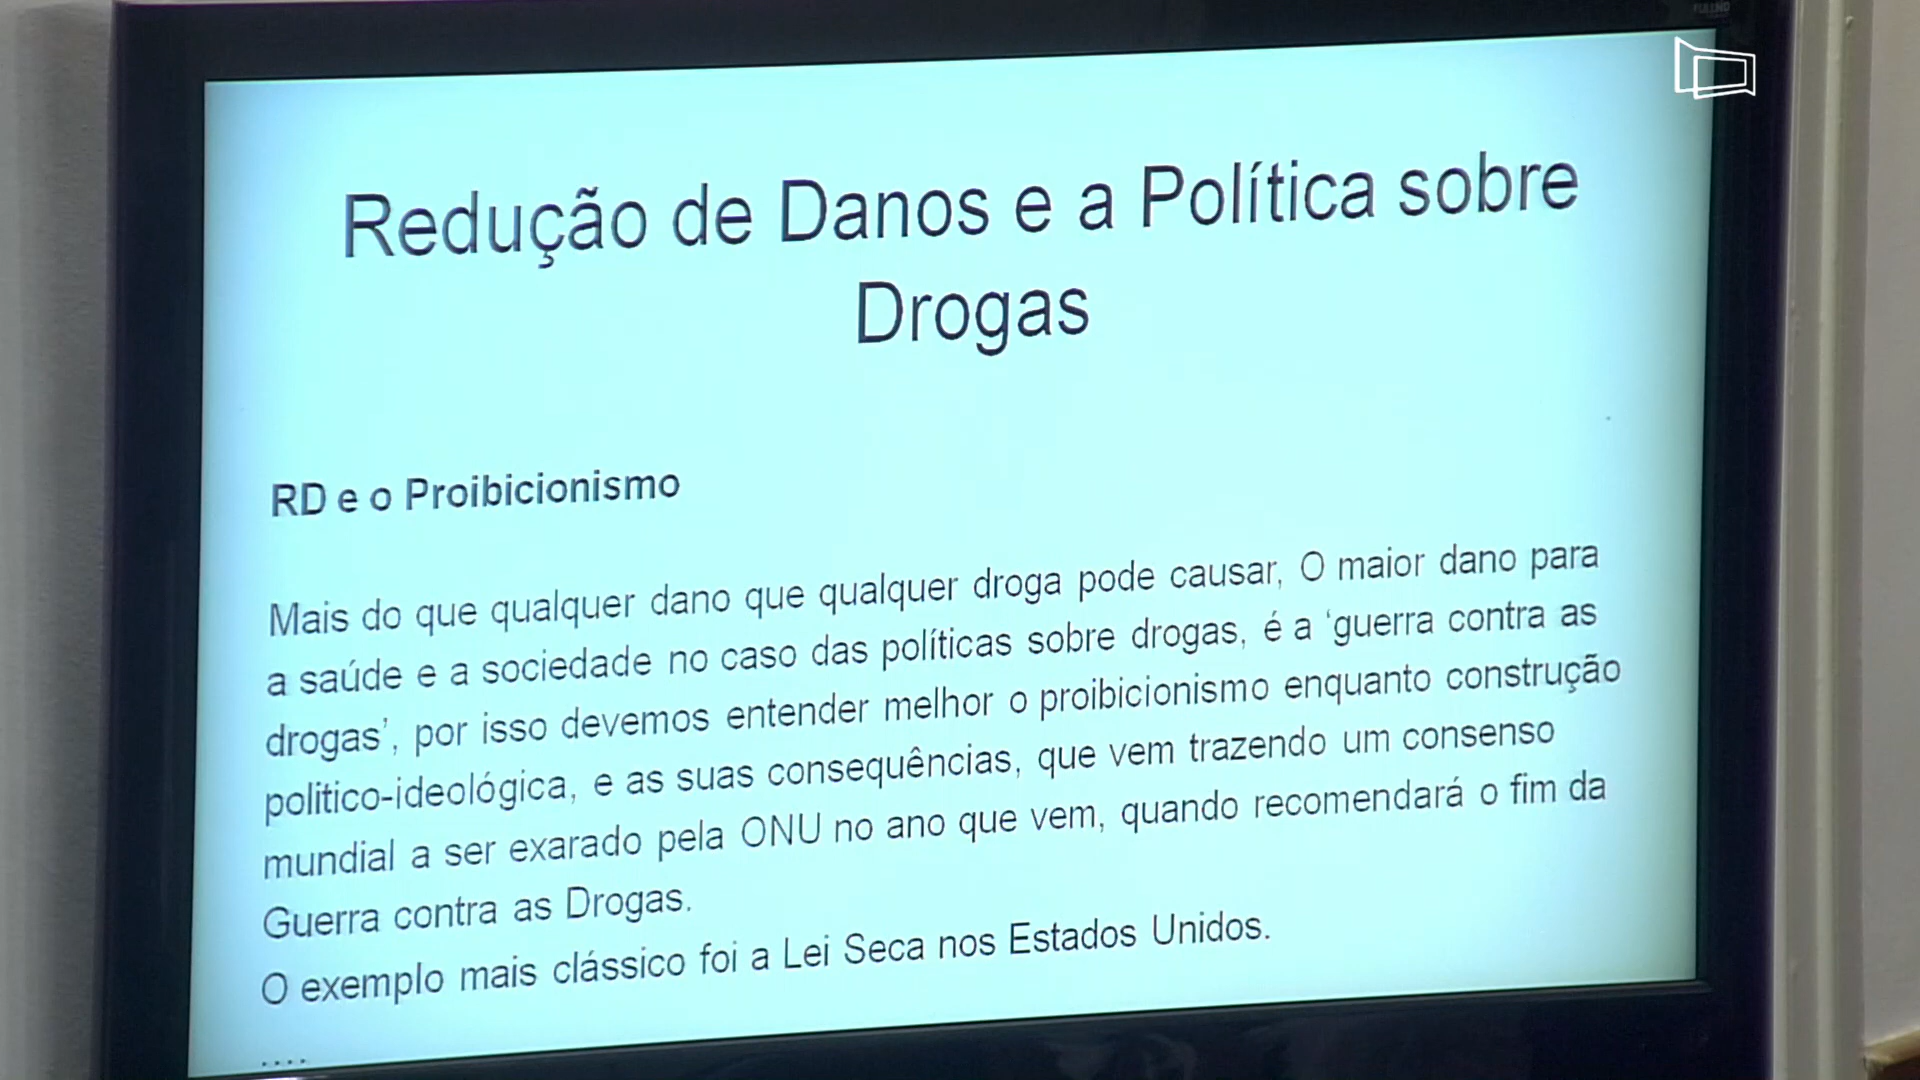 Redução de Danos e a Política sobre
Drogas
RD e o Proibicionismo
Mais do que qualquer dano que qualquer droga pode causar, O maior dano para
a saúde e a sociedade no caso das políticas sobre drogas, é a ‘guerra contra as
drogas’, por isso devemos entender melhor o proibicionismo enquanto construção
politico-ideológica, e as suas consequências, que vem trazendo um consenso
mundial a ser exarado pela ONU no ano que vem, quando recomendará o fim da
Guerra contra as Drogas.
O exemplo mais clássico foi a Lei Seca nos Estados Unidos.
....